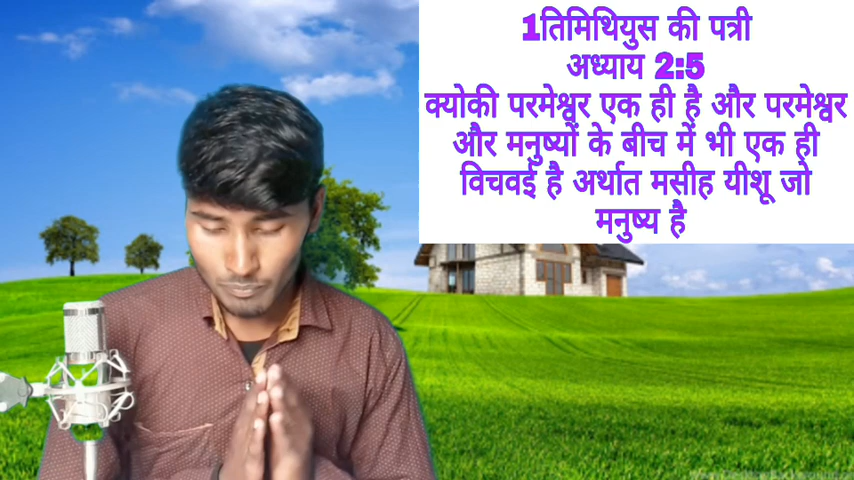 1तिमिथियुस की पत्री
अध्याय 2:5
क्योकी परमेश्वर एक ही है और परमेश्वर
और मनुष्यों के बीच में भी एक ही
विचवई है अर्थात मसीह यीशू जो
मनुष्य है